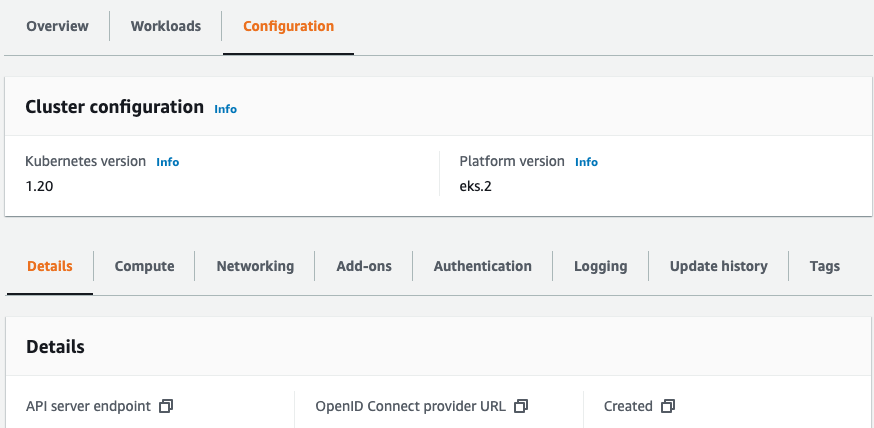 Overview Workloads Configuration
Cluster configuration Info
Kubernetes version Info Platform version Info
1.20 eks.2
Details Compute Networking Add-ons Authentication Logging Update history Tags
Details
API server endpoint OpenID Connect provider URL Created